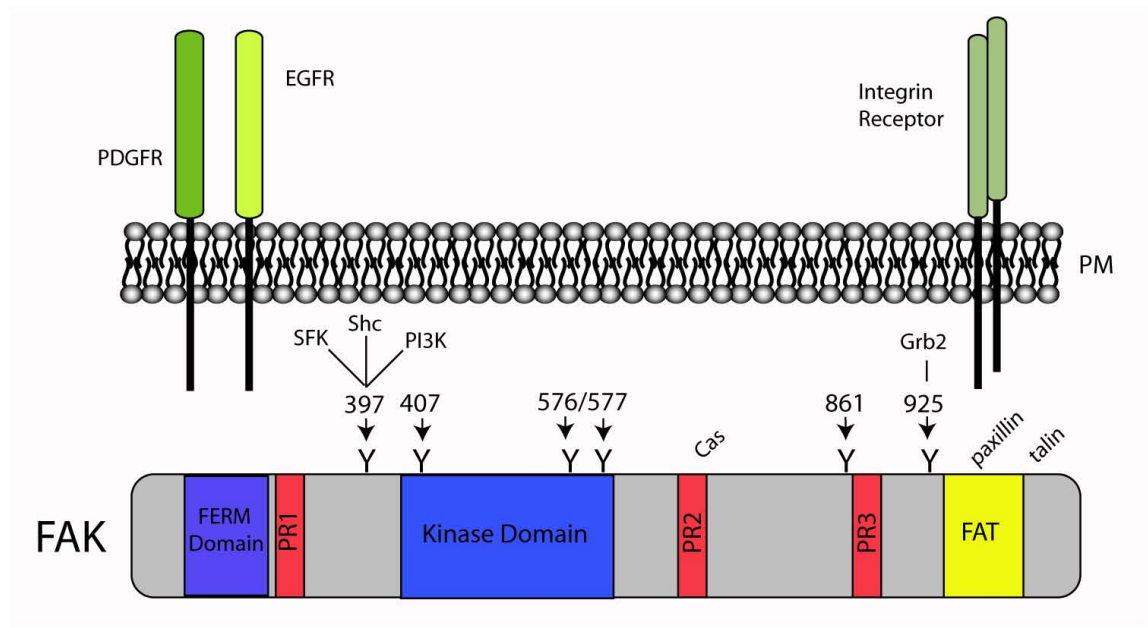 EGFR
PDGFR
Integrin
Receptor
PM
SFK
Shc
PI3K
Grb2
397
407
576/577
861
925
Y
Y
Y
Y
Y
Y
Cas
paxillin
talin
FAK
FERM
Domain
PR1
Kinase Domain
PR2
PR3
FAT